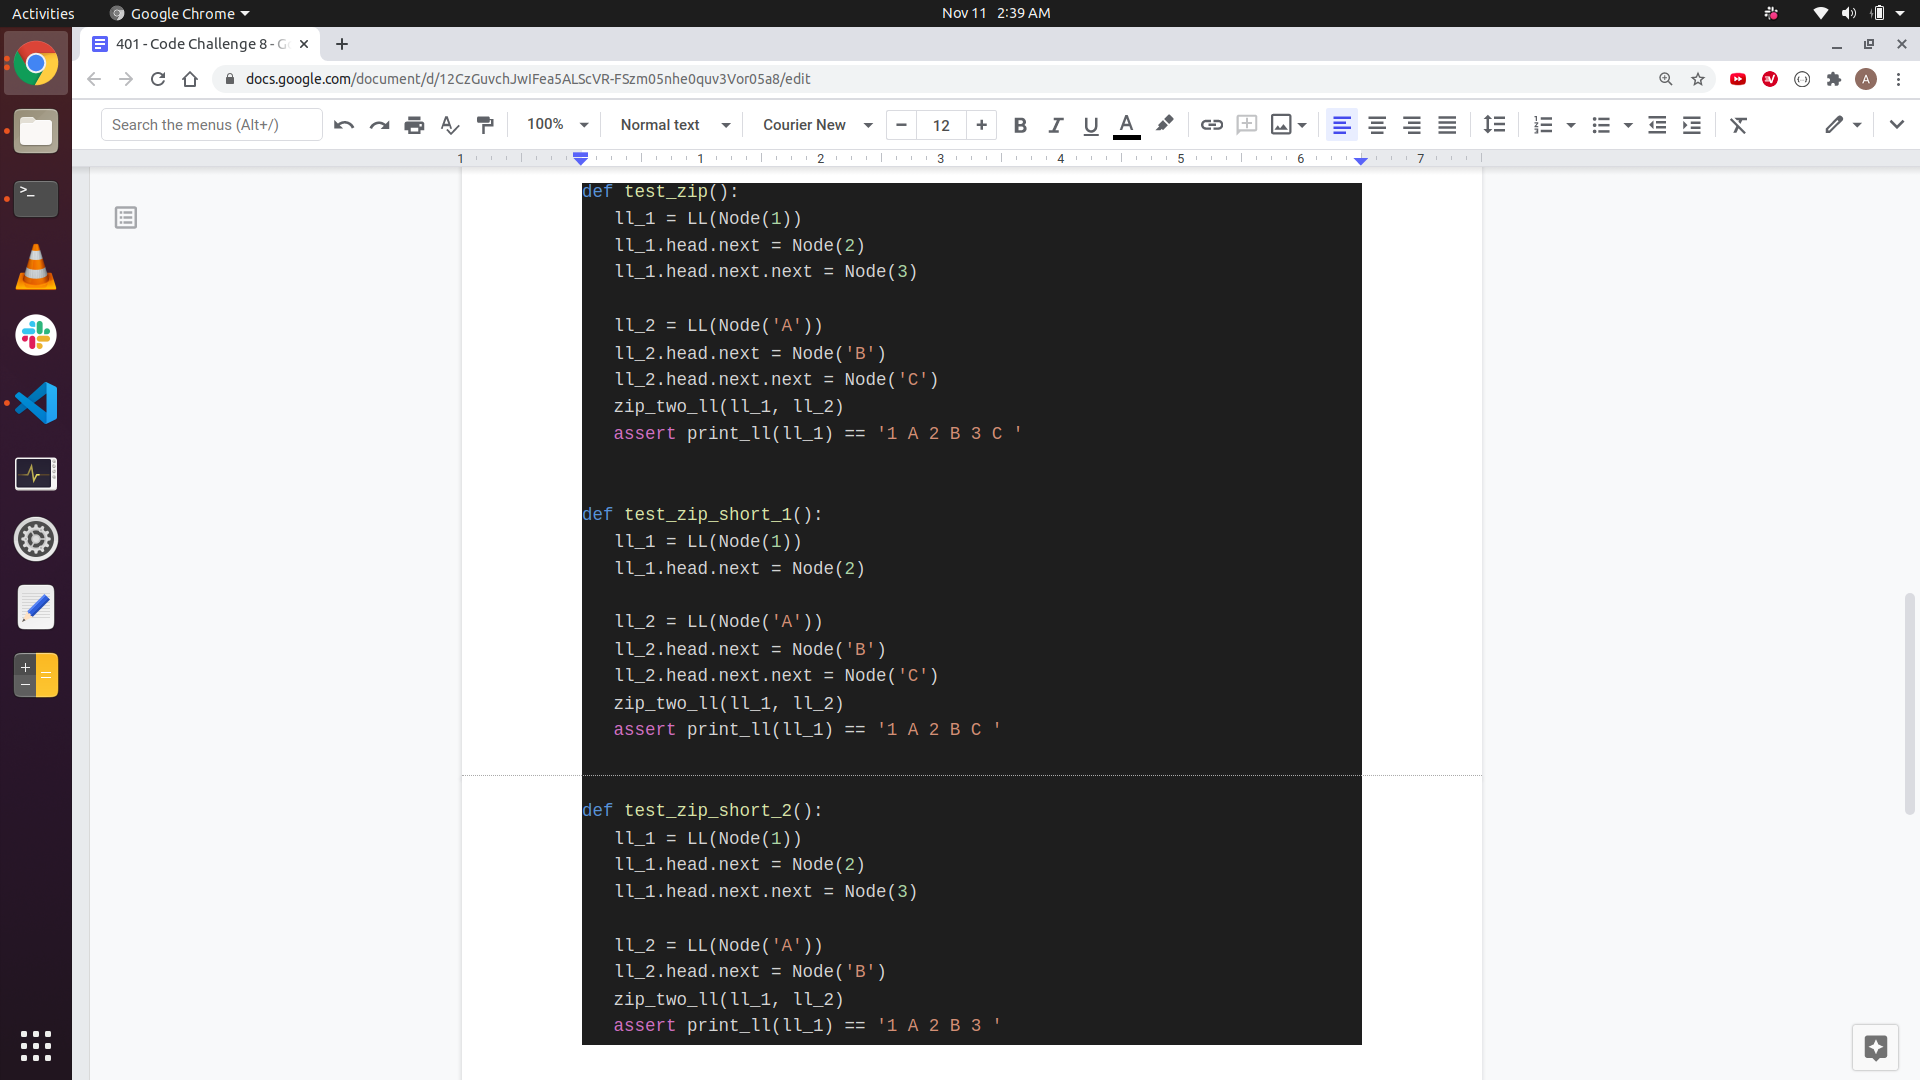 Activities
Google Chrome
Nov 11 2:39 AM
401 - Code Challenge 8 - G
docs.google.com/document/d/12CzGuvchJwIFea5ALScVR-FSzm05nhe0quv3Vor05a8/edit
A
Search the menus (Alt+/)
100%
Normal text
Courier New
12
1 1 2 3 4 5 6 7
def test_zip():
ll_1 = LL(Node(1))
ll_1.head.next = Node(2)
ll_1.head.next.next = Node(3)
ll_2 = LL(Node('A'))
ll_2.head.next = Node('B')
ll_2.head.next.next = Node('C')
zip_two_ll(ll_1, ll_2)
assert print_ll(ll_1) == '1 A 2 B 3 C '
def test_zip_short_1():
ll_1 = LL(Node(1))
ll_1.head.next = Node(2)
ll_2 = LL(Node('A'))
ll_2.head.next = Node('B')
ll_2.head.next.next = Node('C')
zip_two_ll(ll_1, ll_2)
assert print_ll(ll_1) == '1 A 2 B C '
def test_zip_short_2():
ll_1 = LL(Node(1))
ll_1.head.next = Node(2)
ll_1.head.next.next = Node(3)
ll_2 = LL(Node('A'))
ll_2.head.next = Node('B')
zip_two_ll(ll_1, ll_2)
assert print_ll(ll_1) == '1 A 2 B 3 '